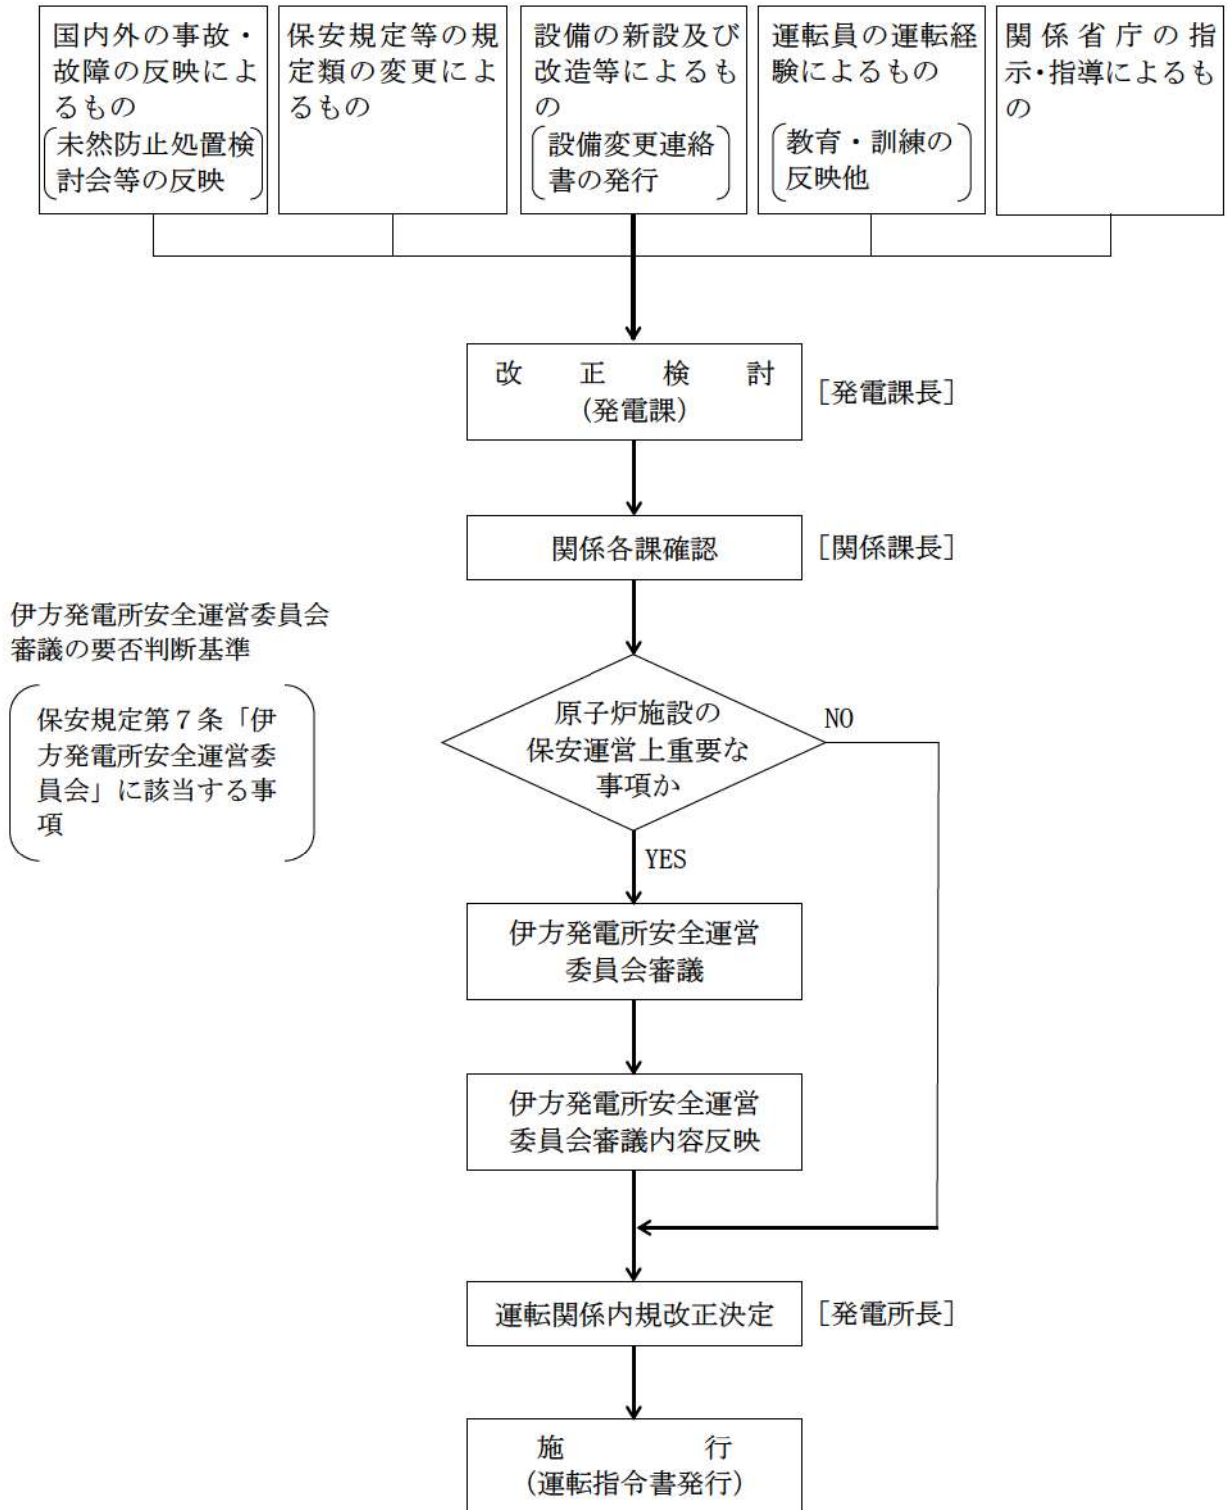 国内外の事故・
故障の反映によ
るもの
未然防止処置検
討会等の反映
保安規定等の規
定類の変更によ
るもの
設備の新設及び
改造等によるも
の
設備変更連絡
書の発行
運転員の運転経
験によるもの
教育・訓練の
反映他
関係省庁の指
示・指導によるも
の
改正検討
(発電課)
[発電課長]
関係各課確認
[関係課長]
伊方発電所安全運営委員会
審議の要否判断基準
保安規定第7条「伊
方発電所安全運営委
員会」に該当する事
項
原子炉施設の
保安運営上重要な
事項か
NO
YES
伊方発電所安全運営
委員会審議
伊方発電所安全運営
委員会審議内容反映
運転関係内規改正決定
[発電所長]
施行
(運転指令書発行)